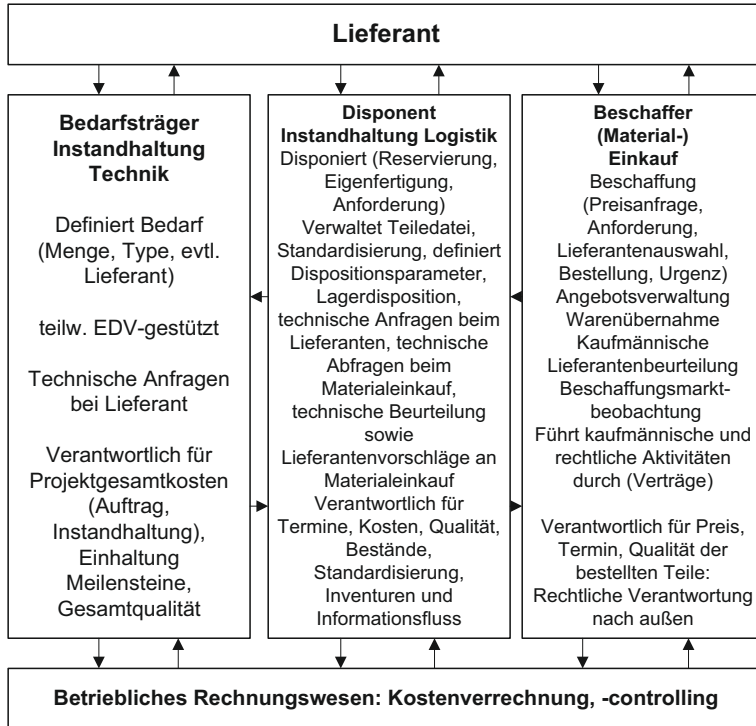 Lieferant
Bedarfsträger
Instandhaltung
Technik
Definiert Bedarf
(Menge, Type, evtl.
Lieferant)
teilw. EDV-gestützt
Technische Anfragen
bei Lieferant
Verantwortlich für
Projektgesamtkosten
(Auftrag,
Instandhaltung),
Einhaltung
Meilensteine,
Gesamtqualität
Disponent
Instandhaltung Logistik
Disponiert (Reservierung,
Eigenfertigung,
Anforderung)
Verwaltet Teiledatei,
Standardisierung, definiert
Dispositionsparameter,
Lagerdisposition,
technische Anfragen beim
Lieferanten, technische
Abfragen beim
Materialeinkauf,
technische Beurteilung
sowie
Lieferantenvorschläge an
Materialeinkauf
Verantwortlich für
Termine, Kosten, Qualität,
Bestände,
Standardisierung,
Inventuren und
Informationsfluss
Beschaffer
(Material-)
Einkauf
Beschaffung
(Preisanfrage,
Anforderung,
Lieferantenauswahl,
Bestellung, Urgenz)
Angebotsverwaltung
Warenübernahme
Kaufmännische
Lieferantenbeurteilung
Beschaffungsmarkt-
beobachtung
Führt kaufmännische und
rechtliche Aktivitäten
durch (Verträge)
Verantwortlich für Preis,
Termin, Qualität der
bestellten Teile:
Rechtliche Verantwortung
nach außen
Betriebliches Rechnungswesen: Kostenverrechnung, -controlling